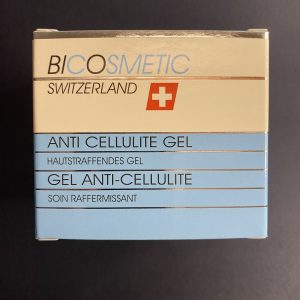 BICOSMETIC
SWITZERLAND
ANTI CELLULITE GEL
HAUTSTRAFFENDES GEL
GEL ANTI-CELLULITE
SOIN RAFFERMISSANT